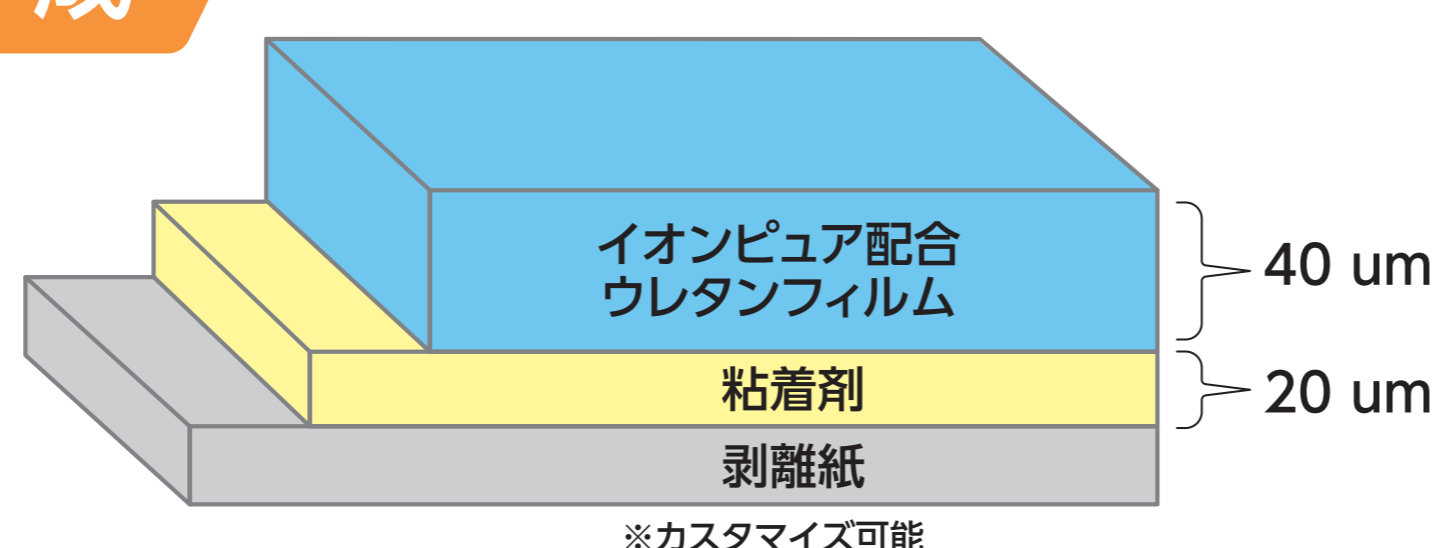 成
イオンピュア配合
ウレタンフィルム
40 um
粘着剤
20 um
剥離紙
※カスタマイズ可能